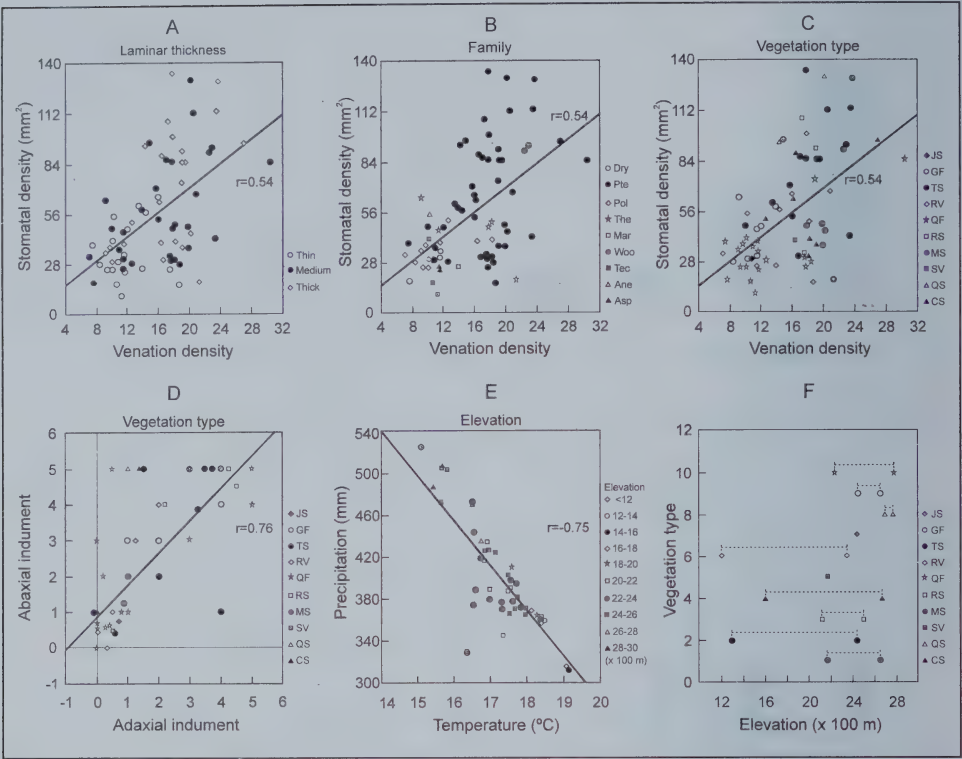 A
Laminar thickness
Stomatal density (mm²)
140
112
84
56
28
0
r=0.54
Thin
Medium
Thick
4 8 12 16 20 24 28 32
Venation density
B
Family
Stomatal density (mm²)
140
112
84
56
28
0
r=0.54
Dry
Pte
Pol
The
Mar
Woo
Tec
Ane
Asp
4 8 12 16 20 24 28 32
Venation density
C
Vegetation type
Stomatal density (mm²)
140
112
84
56
28
0
r=0.54
JS
GF
TS
RV
QF
RS
MS
SV
QS
CS
4 8 12 16 20 24 28 32
Venation density
D
Vegetation type
Abaxial indument
6
5
4
3
2
1
0
-1
r=0.76
JS
GF
TS
RV
QF
RS
MS
SV
QS
CS
-1 0 1 2 3 4 5 6
Adaxial indument
E
Elevation
Precipitation (mm)
540
500
460
420
380
340
300
r=-0.75
Elevation
<12
12-14
14-16
16-18
18-20
20-22
22-24
24-26
26-28
28-30
(x 100 m)
14 16 17 18 19 20
Temperature (ºC)
F
Vegetation type
12
10
8
6
4
2
0
JS
GF
TS
RV
QF
RS
MS
SV
QS
CS
8 12 16 20 24 28
Elevation (x 100 m)